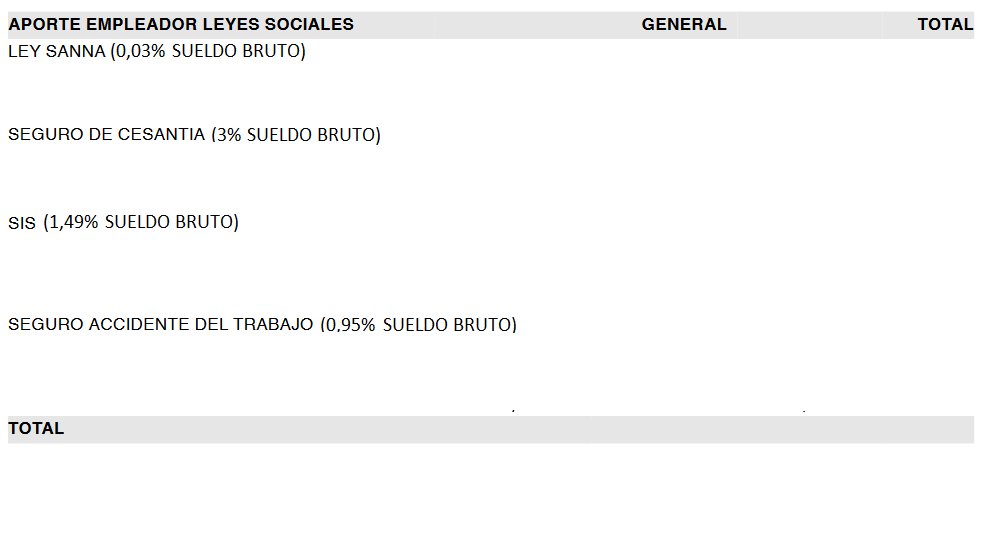 APORTE EMPLEADOR LEYES SOCIALES GENERAL TOTAL
LEY SANNA (0,03% SUELDO BRUTO)
SEGURO DE CESANTIA (3% SUELDO BRUTO)
SIS (1,49% SUELDO BRUTO)
SEGURO ACCIDENTE DEL TRABAJO (0,95% SUELDO BRUTO)
TOTAL